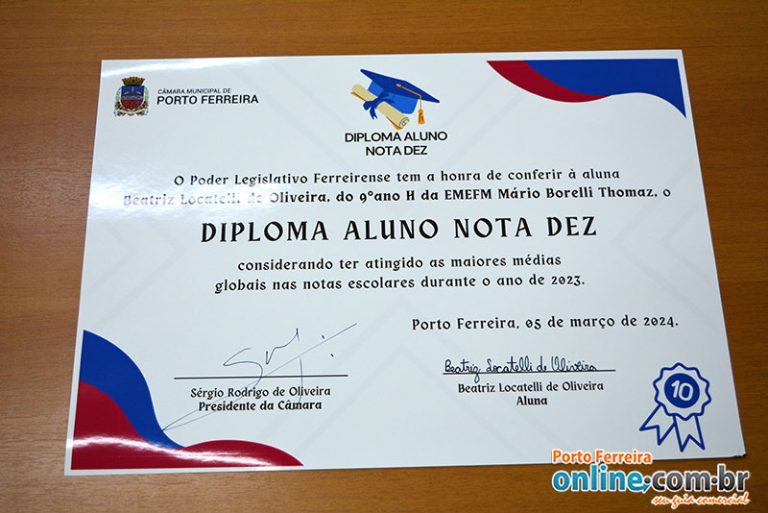 CÂMARA MUNICIPAL DE
PORTO FERREIRA
DIPLOMA ALUNO
NOTA DEZ
O Poder Legislativo Ferreirense tem a honra de conferir à aluna
Beatriz Locatelli de Oliveira, do 9ºano H da EMEFM Mário Borelli Thomaz, o
DIPLOMA ALUNO NOTA DEZ
considerando ter atingido as maiores médias
globais nas notas escolares durante o ano de 2023.
Porto Ferreira, 05 de março de 2024.
Beatriz Locatelli de Oliveira
Sérgio Rodrigo de Oliveira
Presidente da Câmara
Beatriz Locatelli de Oliveira
Aluna
10
Porto Ferreira
online.com.br
seu guia comercial